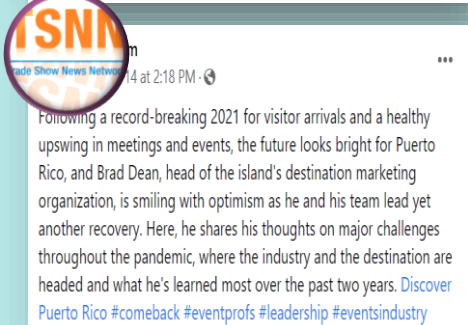 TSNN
rade Show News Networ
m
14 at 2:18 PM ·
Following a record-breaking 2021 for visitor arrivals and a healthy
upswing in meetings and events, the future looks bright for Puerto
Rico, and Brad Dean, head of the island's destination marketing
organization, is smiling with optimism as he and his team lead yet
another recovery. Here, he shares his thoughts on major challenges
throughout the pandemic, where the industry and the destination are
headed and what he's learned most over the past two years. Discover
Puerto Rico #comeback #eventprofs #leadership #eventsindustry